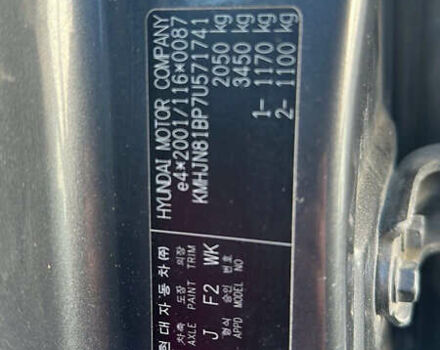 HYUNDAI MOTOR COMPANY
e4*2001/116*0087
KMHJN81BP7U571741
2050 kg
3450 kg
1- 1170 kg
2- 1100 kg
현대자동차(주)
차축 도장 의장
AXLE PAINT TRIM
J F2 WK
형식 승인 번호
APPD MODEL NO